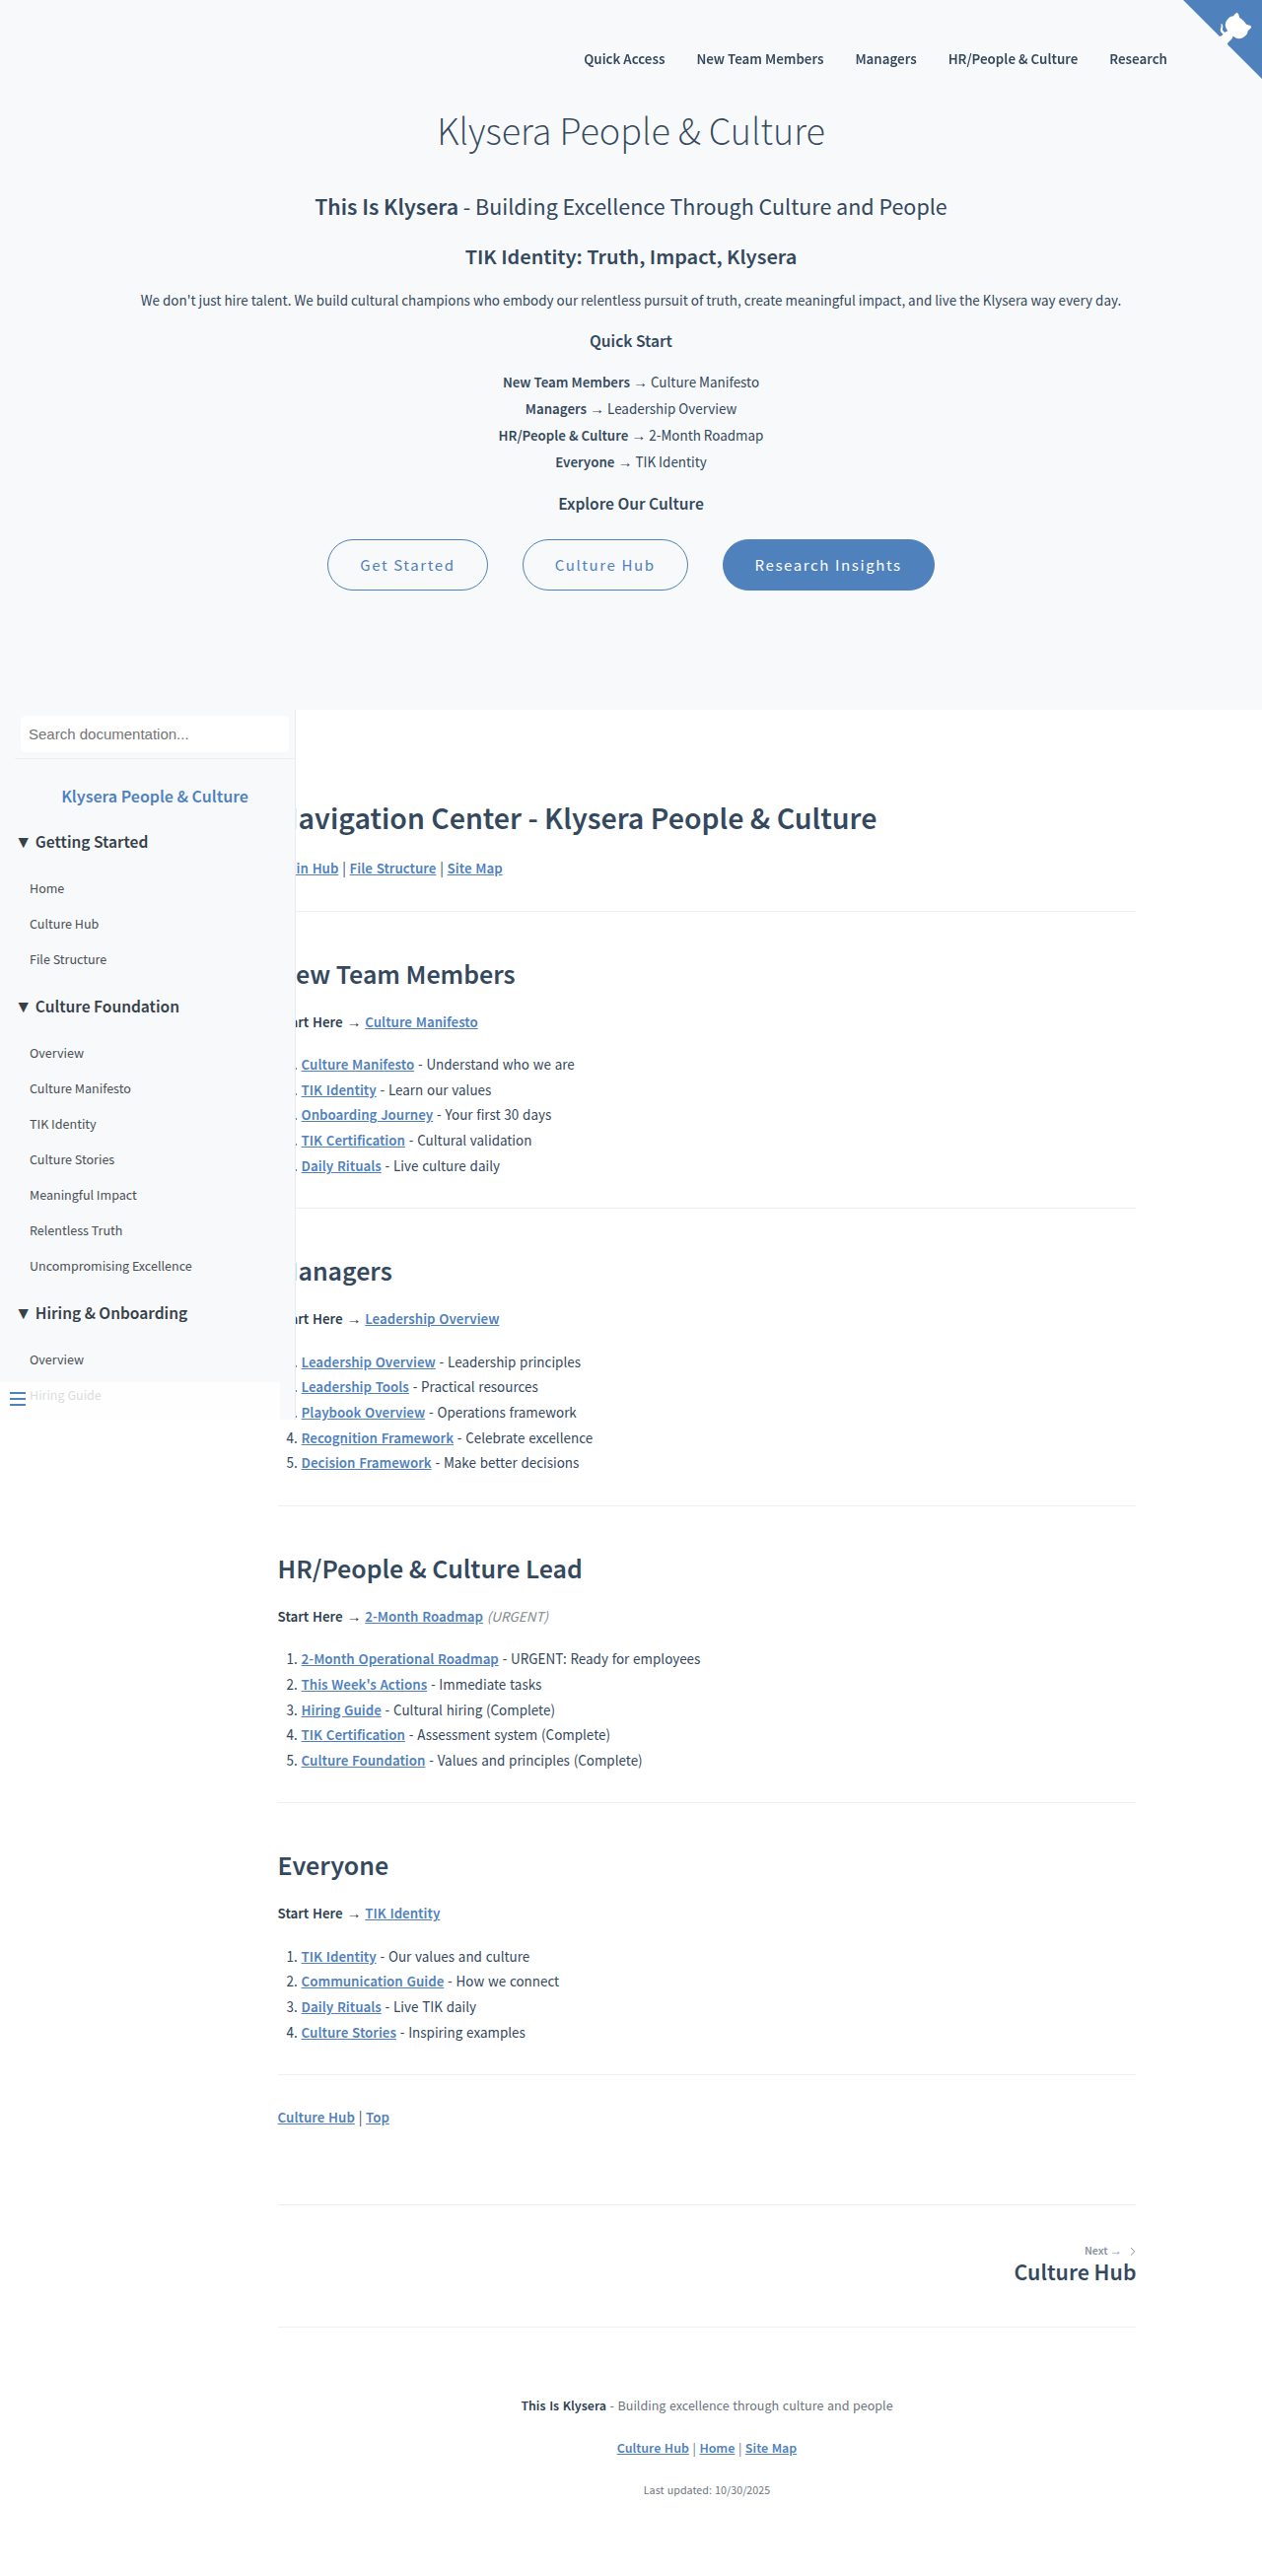 Quick Access New Team Members Managers HR/People & Culture Research
Klysera People & Culture
This Is Klysera - Building Excellence Through Culture and People
TIK Identity: Truth, Impact, Klysera
We don't just hire talent. We build cultural champions who embody our relentless pursuit of truth, create meaningful impact, and live the Klysera way every day.
Quick Start
New Team Members → Culture Manifesto
Managers → Leadership Overview
HR/People & Culture → 2-Month Roadmap
Everyone → TIK Identity
Explore Our Culture
Get Started Culture Hub Research Insights
Search documentation...
Klysera People & Culture
▼ Getting Started
Home
Culture Hub
File Structure
▼ Culture Foundation
Overview
Culture Manifesto
TIK Identity
Culture Stories
Meaningful Impact
Relentless Truth
Uncompromising Excellence
▼ Hiring & Onboarding
Overview
Hiring Guide
avigation Center - Klysera People & Culture
in Hub | File Structure | Site Map
ew Team Members
rt Here → Culture Manifesto
. Culture Manifesto - Understand who we are
. TIK Identity - Learn our values
. Onboarding Journey - Your first 30 days
. TIK Certification - Cultural validation
. Daily Rituals - Live culture daily
anagers
rt Here → Leadership Overview
. Leadership Overview - Leadership principles
. Leadership Tools - Practical resources
. Playbook Overview - Operations framework
4. Recognition Framework - Celebrate excellence
5. Decision Framework - Make better decisions
HR/People & Culture Lead
Start Here → 2-Month Roadmap (URGENT)
1. 2-Month Operational Roadmap - URGENT: Ready for employees
2. This Week's Actions - Immediate tasks
3. Hiring Guide - Cultural hiring (Complete)
4. TIK Certification - Assessment system (Complete)
5. Culture Foundation - Values and principles (Complete)
Everyone
Start Here → TIK Identity
1. TIK Identity - Our values and culture
2. Communication Guide - How we connect
3. Daily Rituals - Live TIK daily
4. Culture Stories - Inspiring examples
Culture Hub | Top
Next →
Culture Hub
This Is Klysera - Building excellence through culture and people
Culture Hub | Home | Site Map
Last updated: 10/30/2025